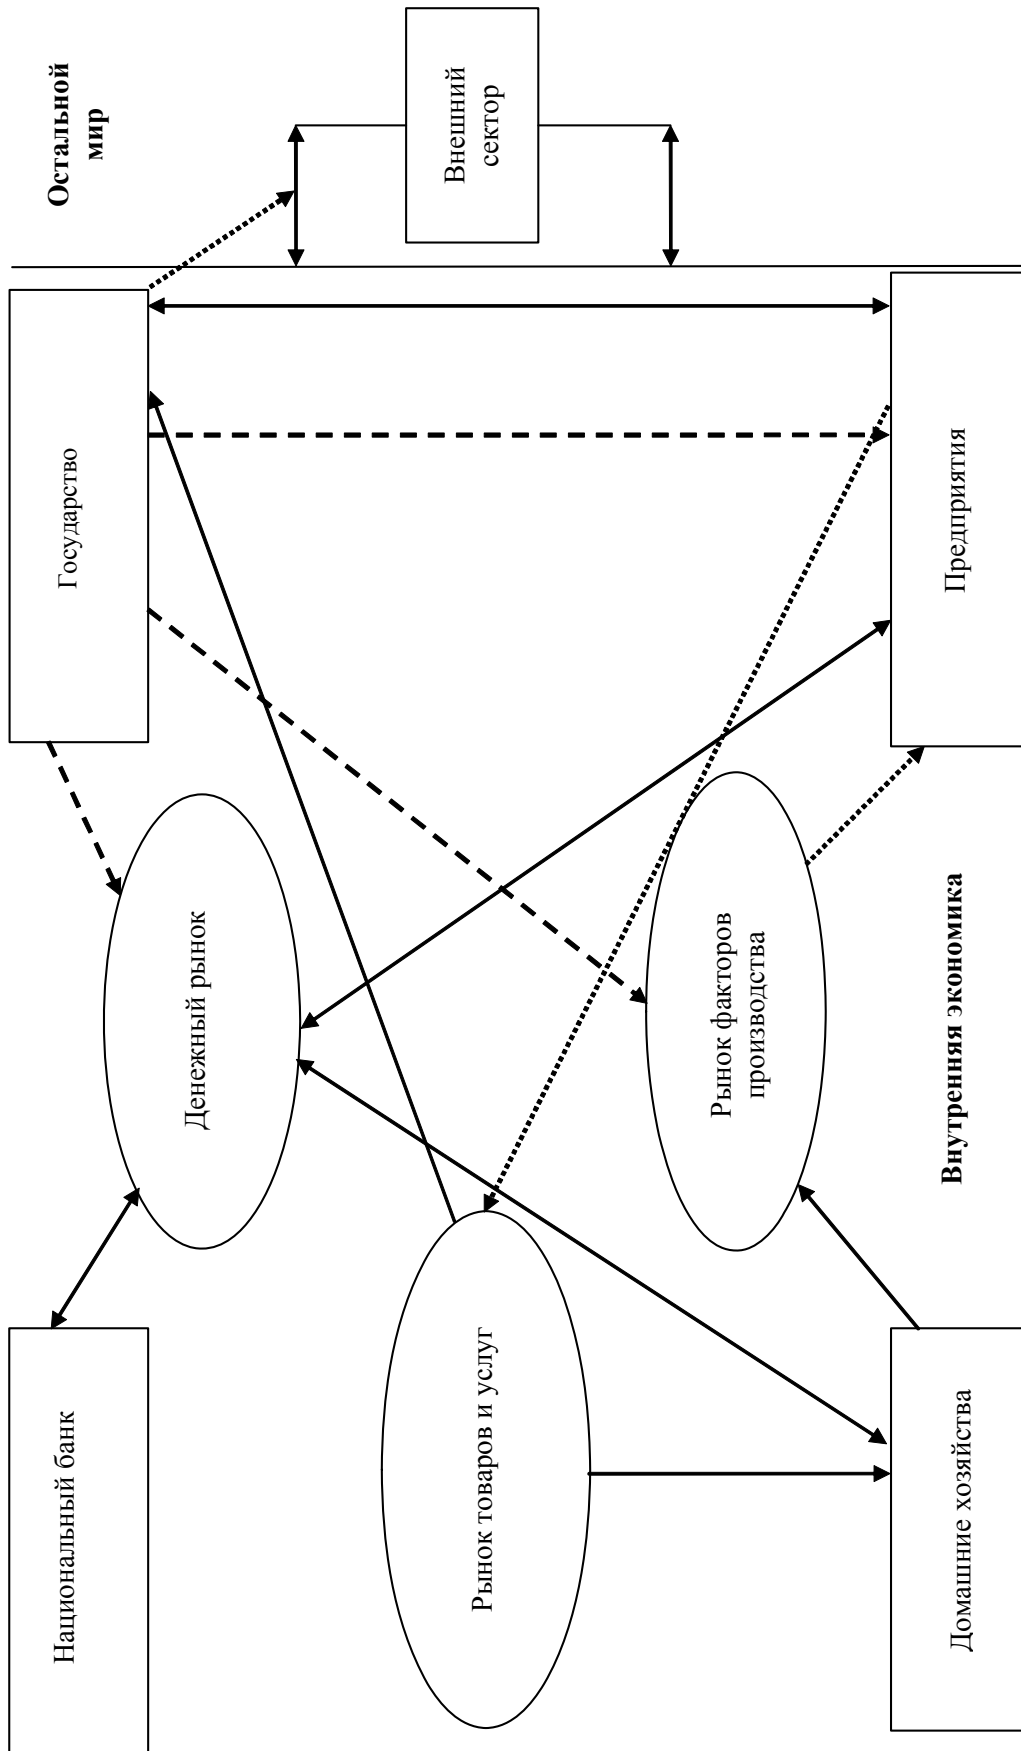 Национальный банк
Денежный рынок
Государство
Остальной
мир
Рынок товаров и услуг
Рынок факторов
производства
Внешний
сектор
Домашние хозяйства
Внутренняя экономика
Предприятия